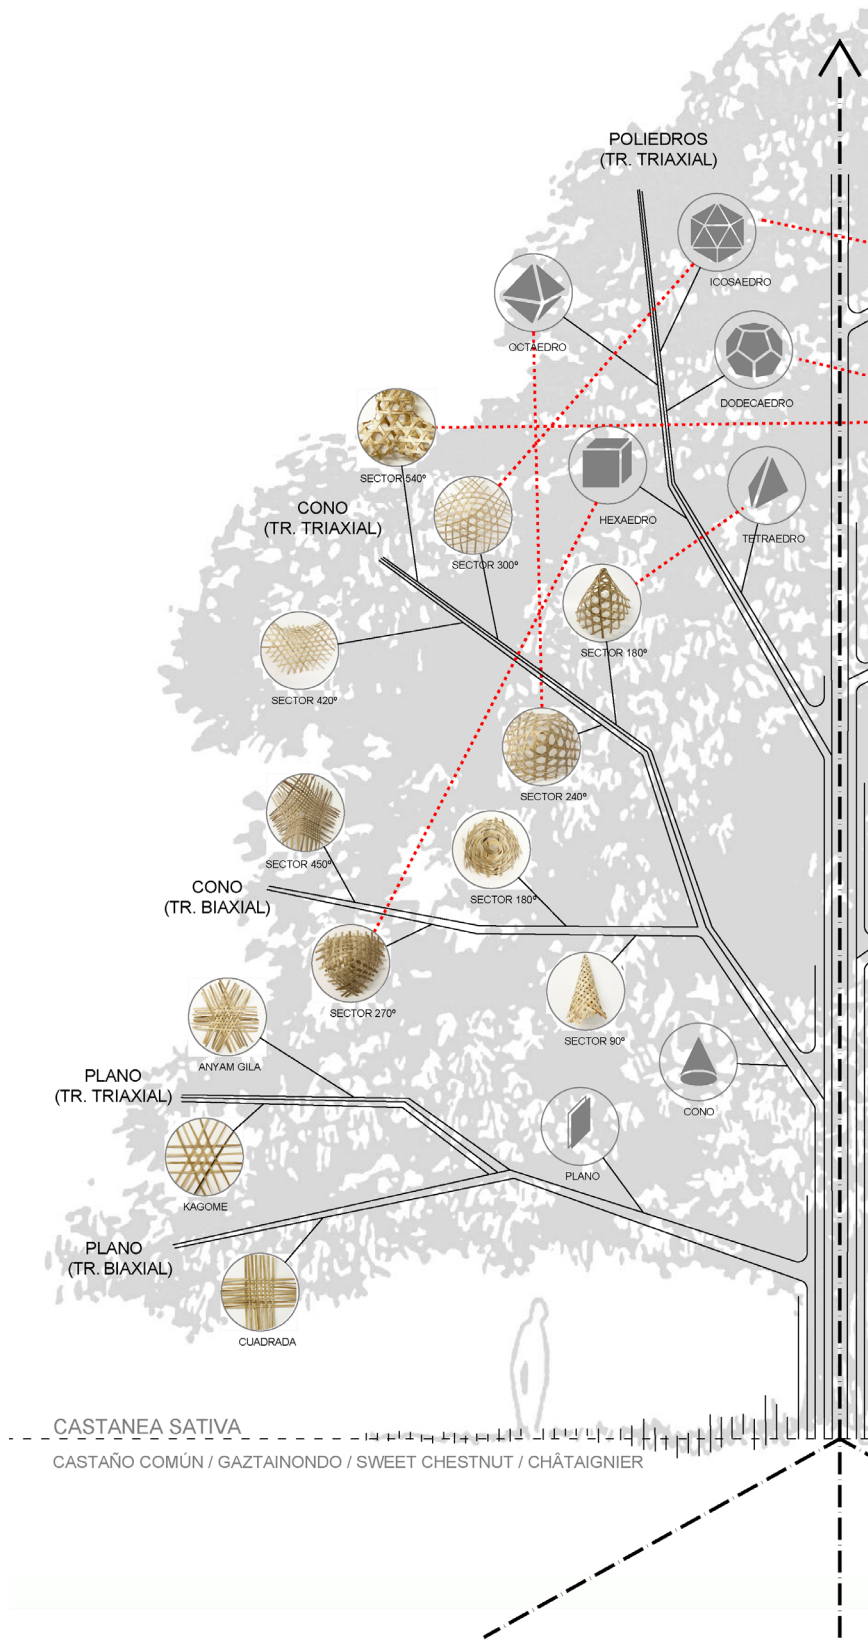 POLIEDROS
(TR. TRIAXIAL)
ICOSAEDRO
OCTAEDRO
DODECAEDRO
SECTOR 540º
CONO
(TR. TRIAXIAL)
HEXAEDRO
TETRAEDRO
SECTOR 300º
SECTOR 180º
SECTOR 420º
SECTOR 240º
SECTOR 450º
CONO
(TR. BIAXIAL)
SECTOR 180º
SECTOR 270º
SECTOR 90º
ANYAM GILA
PLANO
(TR. TRIAXIAL)
CONO
PLANO
KAGOME
PLANO
(TR. BIAXIAL)
CUADRADA
CASTANEA SATIVA
CASTAÑO COMÚN / GAZTAINONDO / SWEET CHESTNUT / CHÂTAIGNIER